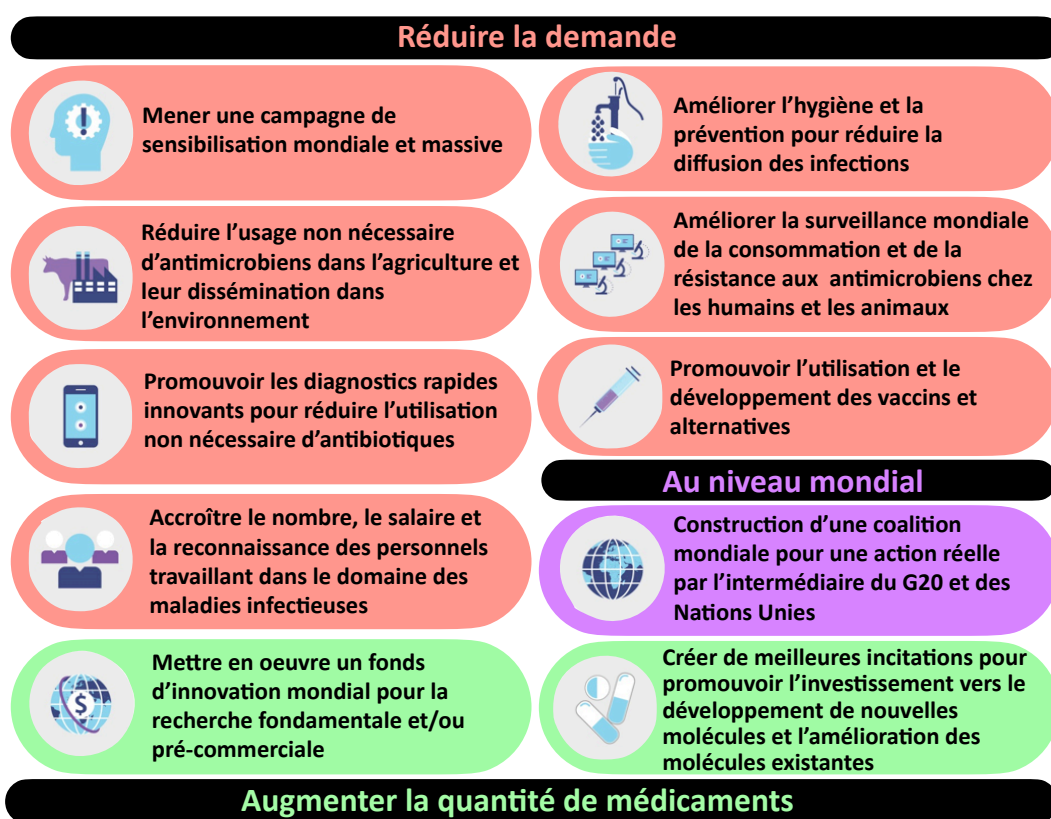 Réduire la demande
Mener une campagne de
sensibilisation mondiale et massive
Améliorer l’hygiène et la
prévention pour réduire la
diffusion des infections
Réduire l’usage non nécessaire
d’antimicrobiens dans l’agriculture et
leur dissémination dans
l’environnement
Améliorer la surveillance mondiale
de la consommation et de la
résistance aux antimicrobiens chez
les humains et les animaux
Promouvoir les diagnostics rapides
innovants pour réduire l’utilisation
non nécessaire d’antibiotiques
Promouvoir l’utilisation et le
développement des vaccins et
alternatives
Accroître le nombre, le salaire et
la reconnaissance des personnels
travaillant dans le domaine des
maladies infectieuses
Au niveau mondial
Construction d’une coalition
mondiale pour une action réelle
par l’intermédiaire du G20 et des
Nations Unies
Mettre en oeuvre un fonds
d’innovation mondial pour la
recherche fondamentale et/ou
pré-commerciale
$
Créer de meilleures incitations pour
promouvoir l’investissement vers le
développement de nouvelles
molécules et l’amélioration des
molécules existantes
Augmenter la quantité de médicaments